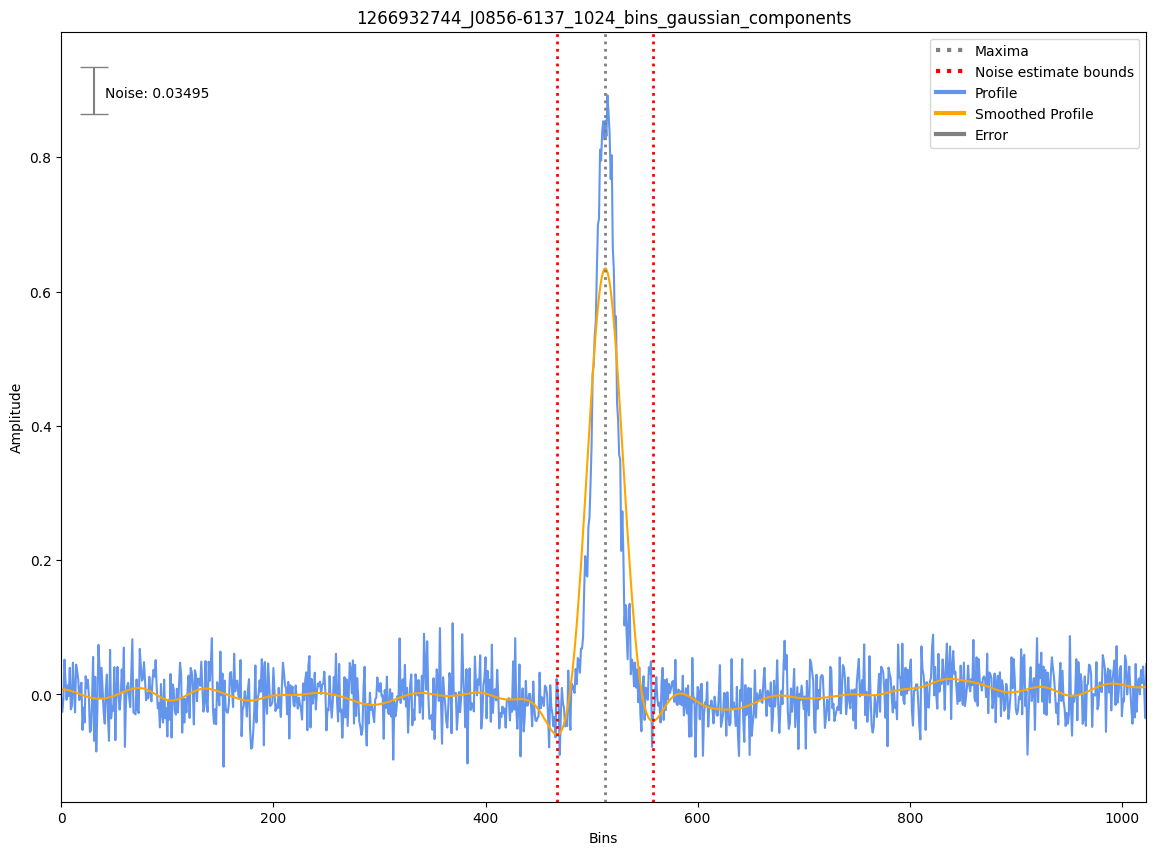 1266932744_J0856-6137_1024_bins_gaussian_components
Maxima
Noise estimate bounds
Profile
Smoothed Profile
Error
Noise: 0.03495
0.8
0.6
0.4
0.2
0.0
Amplitude
0 200 400 600 800 1000
Bins